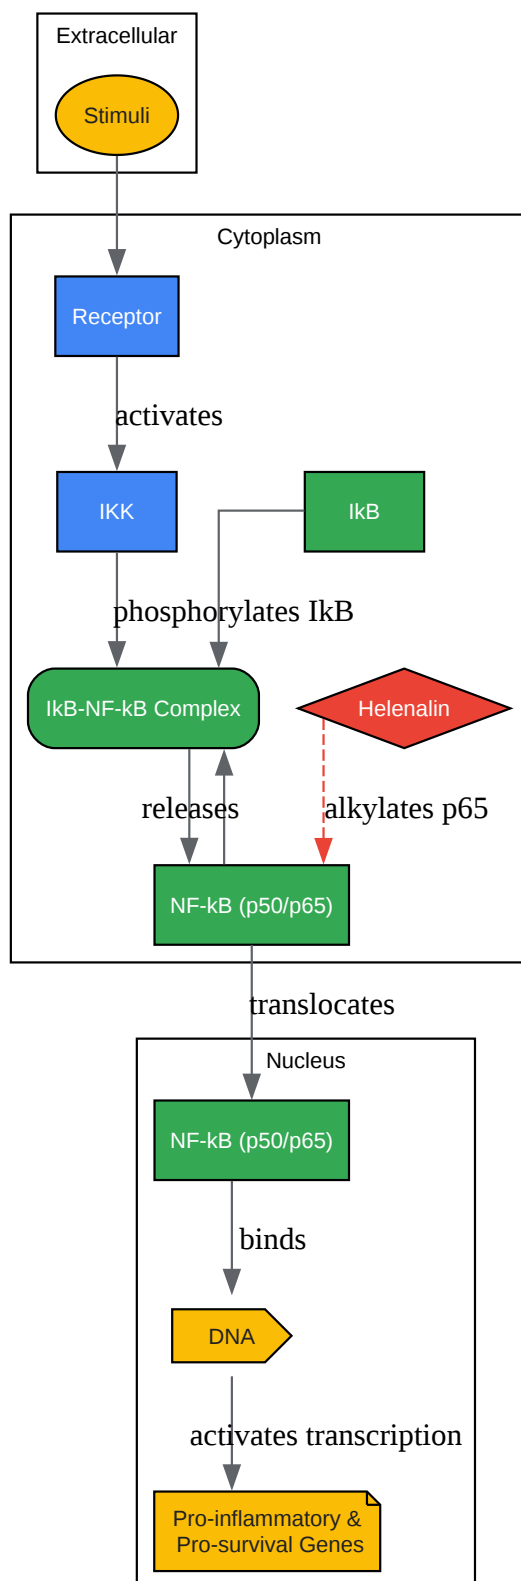 Extracellular
Stimuli
Cytoplasm
Receptor
activates
IKK
IkB
phosphorylates IkB
IkB-NF-kB Complex
Helenalin
releases
alkylates p65
NF-kB (p50/p65)
translocates
Nucleus
NF-kB (p50/p65)
binds
DNA
activates transcription
Pro-inflammatory &
Pro-survival Genes